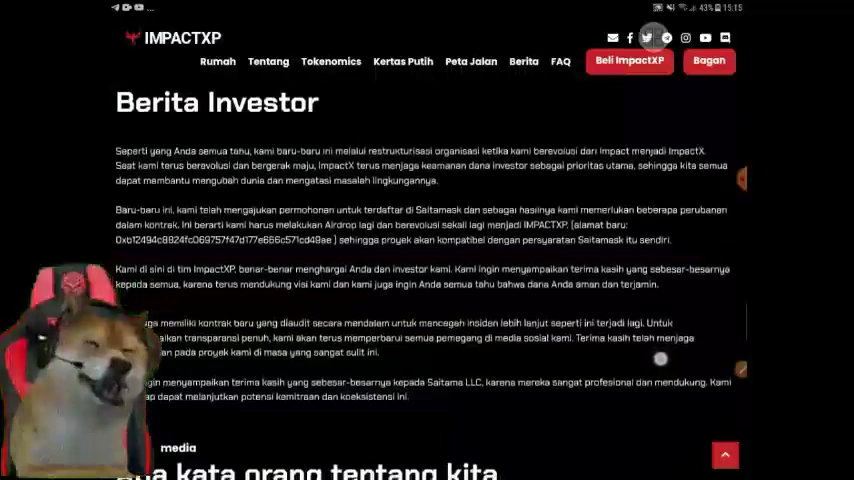 43% 15:15
IMPACTXP
Rumah Tentang Tokenomics Kertas Putih Peta Jalan Berita FAQ Beli ImpactXP Bagan
Berita Investor
Seperti yang Anda semua tahu, kami baru-baru ini melalui restrukturisasi organisasi ketika kami berevolusi dari Impact menjadi ImpactX.
Saat kami terus berevolusi dan bergerak maju, ImpactX terus menjaga keamanan dana investor sebagai prioritas utama, sehingga kita semua
dapat membantu mengubah dunia dan mengatasi masalah lingkungannya.
Baru-baru ini, kami telah mengajukan permohonan untuk terdaftar di Saitamask dan sebagai hasilnya kami memerlukan beberapa perubahan
dalam kontrak. Ini berarti kami harus melakukan Airdrop lagi dan berevolusi sekali lagi menjadi IMPACTXP. (alamat baru:
) sehingga proyek akan kompatibel dengan persyaratan Saitamask itu sendiri.
Kami di sini di tim ImpactXP, benar-benar menghargai Anda dan investor kami. Kami ingin menyampaikan terima kasih yang sebesar-besarnya
kepada semua, karena terus mendukung visi kami dan kami juga ingin Anda semua tahu bahwa dana Anda aman dan terjamin.
memiliki kontrak baru yang diaudit secara mendalam untuk mencegah insiden lebih lanjut seperti ini terjadi lagi. Untuk
transparansi penuh, kami akan terus memperbarui semua pemegang di media sosial kami. Terima kasih telah menjaga
pada proyek kami di masa yang sangat sulit ini.
menyampaikan terima kasih yang sebesar-besarnya kepada Saitama LLC, karena mereka sangat profesional dan mendukung. Kami
dapat melanjutkan potensi kemitraan dan koeksistensi ini.
media
kata orang tentang kita